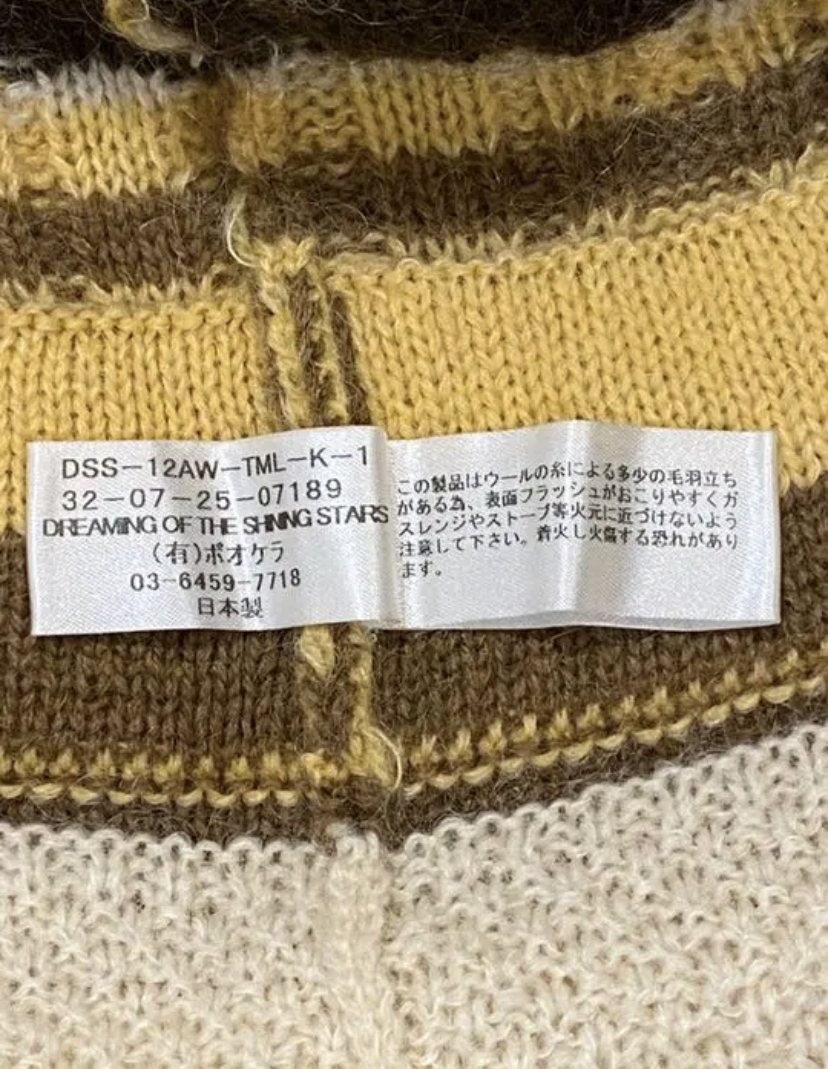 DSS-12AW-TML-K-1
32-07-25-07189
DREAMING OF THE SHINING STARS
(有)ポオケラ
03-6459-7718
日本製
この製品はウールの糸による多少の毛羽立ち
がある為、表面フラッシュがおこりやすくガ
スレンジやストーブ等火元に近づけないよう
注意して下さい。着火し火傷する恐れがあり
ます。